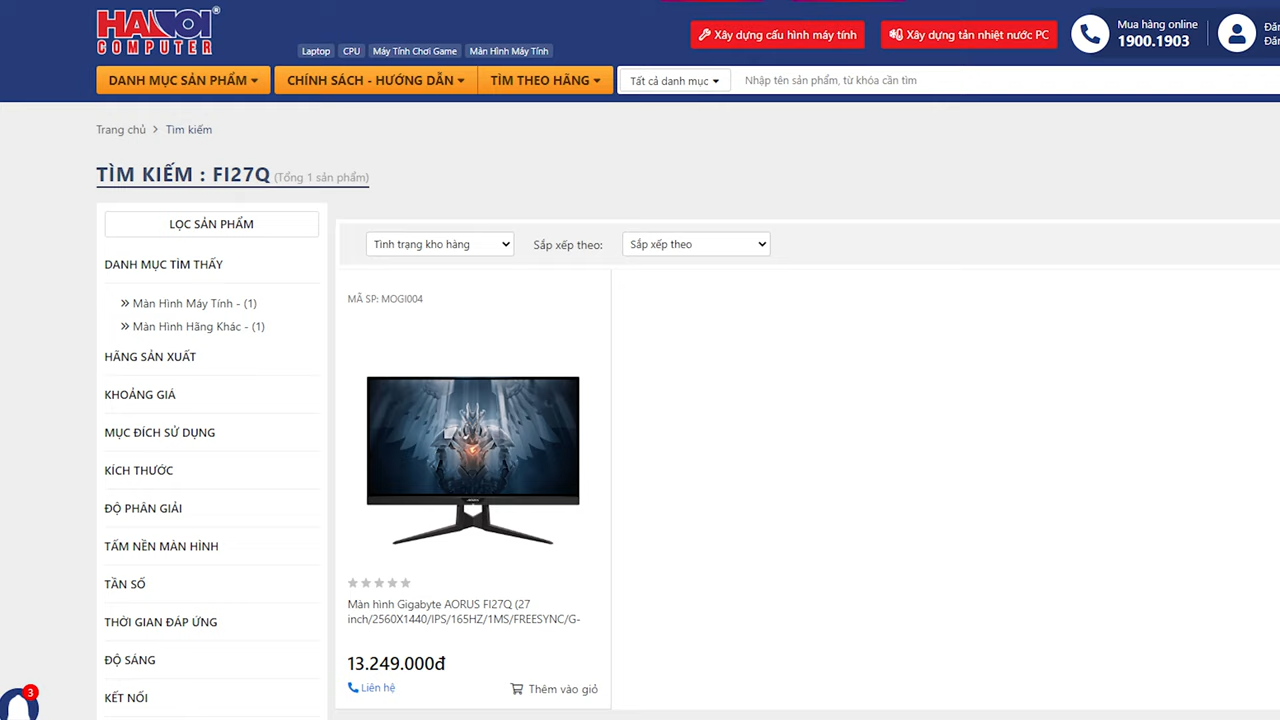 HANOI
COMPUTER
®
Laptop CPU Máy Tính Chơi Game Màn Hình Máy Tính
Xây dựng cấu hình máy tính
Xây dựng tản nhiệt nước PC
Mua hàng online
1900.1903
DANH MỤC SẢN PHẨM
CHÍNH SÁCH - HƯỚNG DẪN
TÌM THEO HÃNG
Tất cả danh mục
Nhập tên sản phẩm, từ khóa cần tìm
Trang chủ > Tìm kiếm
TÌM KIẾM : FI27Q (Tổng 1 sản phẩm)
LỌC SẢN PHẨM
DANH MỤC TÌM THẤY
» Màn Hình Máy Tính - (1)
» Màn Hình Hãng Khác - (1)
HÃNG SẢN XUẤT
KHOẢNG GIÁ
MỤC ĐÍCH SỬ DỤNG
KÍCH THƯỚC
ĐỘ PHÂN GIẢI
TẤM NỀN MÀN HÌNH
TẦN SỐ
THỜI GIAN ĐÁP ỨNG
ĐỘ SÁNG
KẾT NỐI
3
Tình trạng kho hàng
Sắp xếp theo:
Sắp xếp theo
MÃ SP: MOGI004
Màn hình Gigabyte AORUS FI27Q (27
inch/2560X1440/IPS/165HZ/1MS/FREESYNC/G-
13.249.000đ
Liên hệ
Thêm vào giỏ